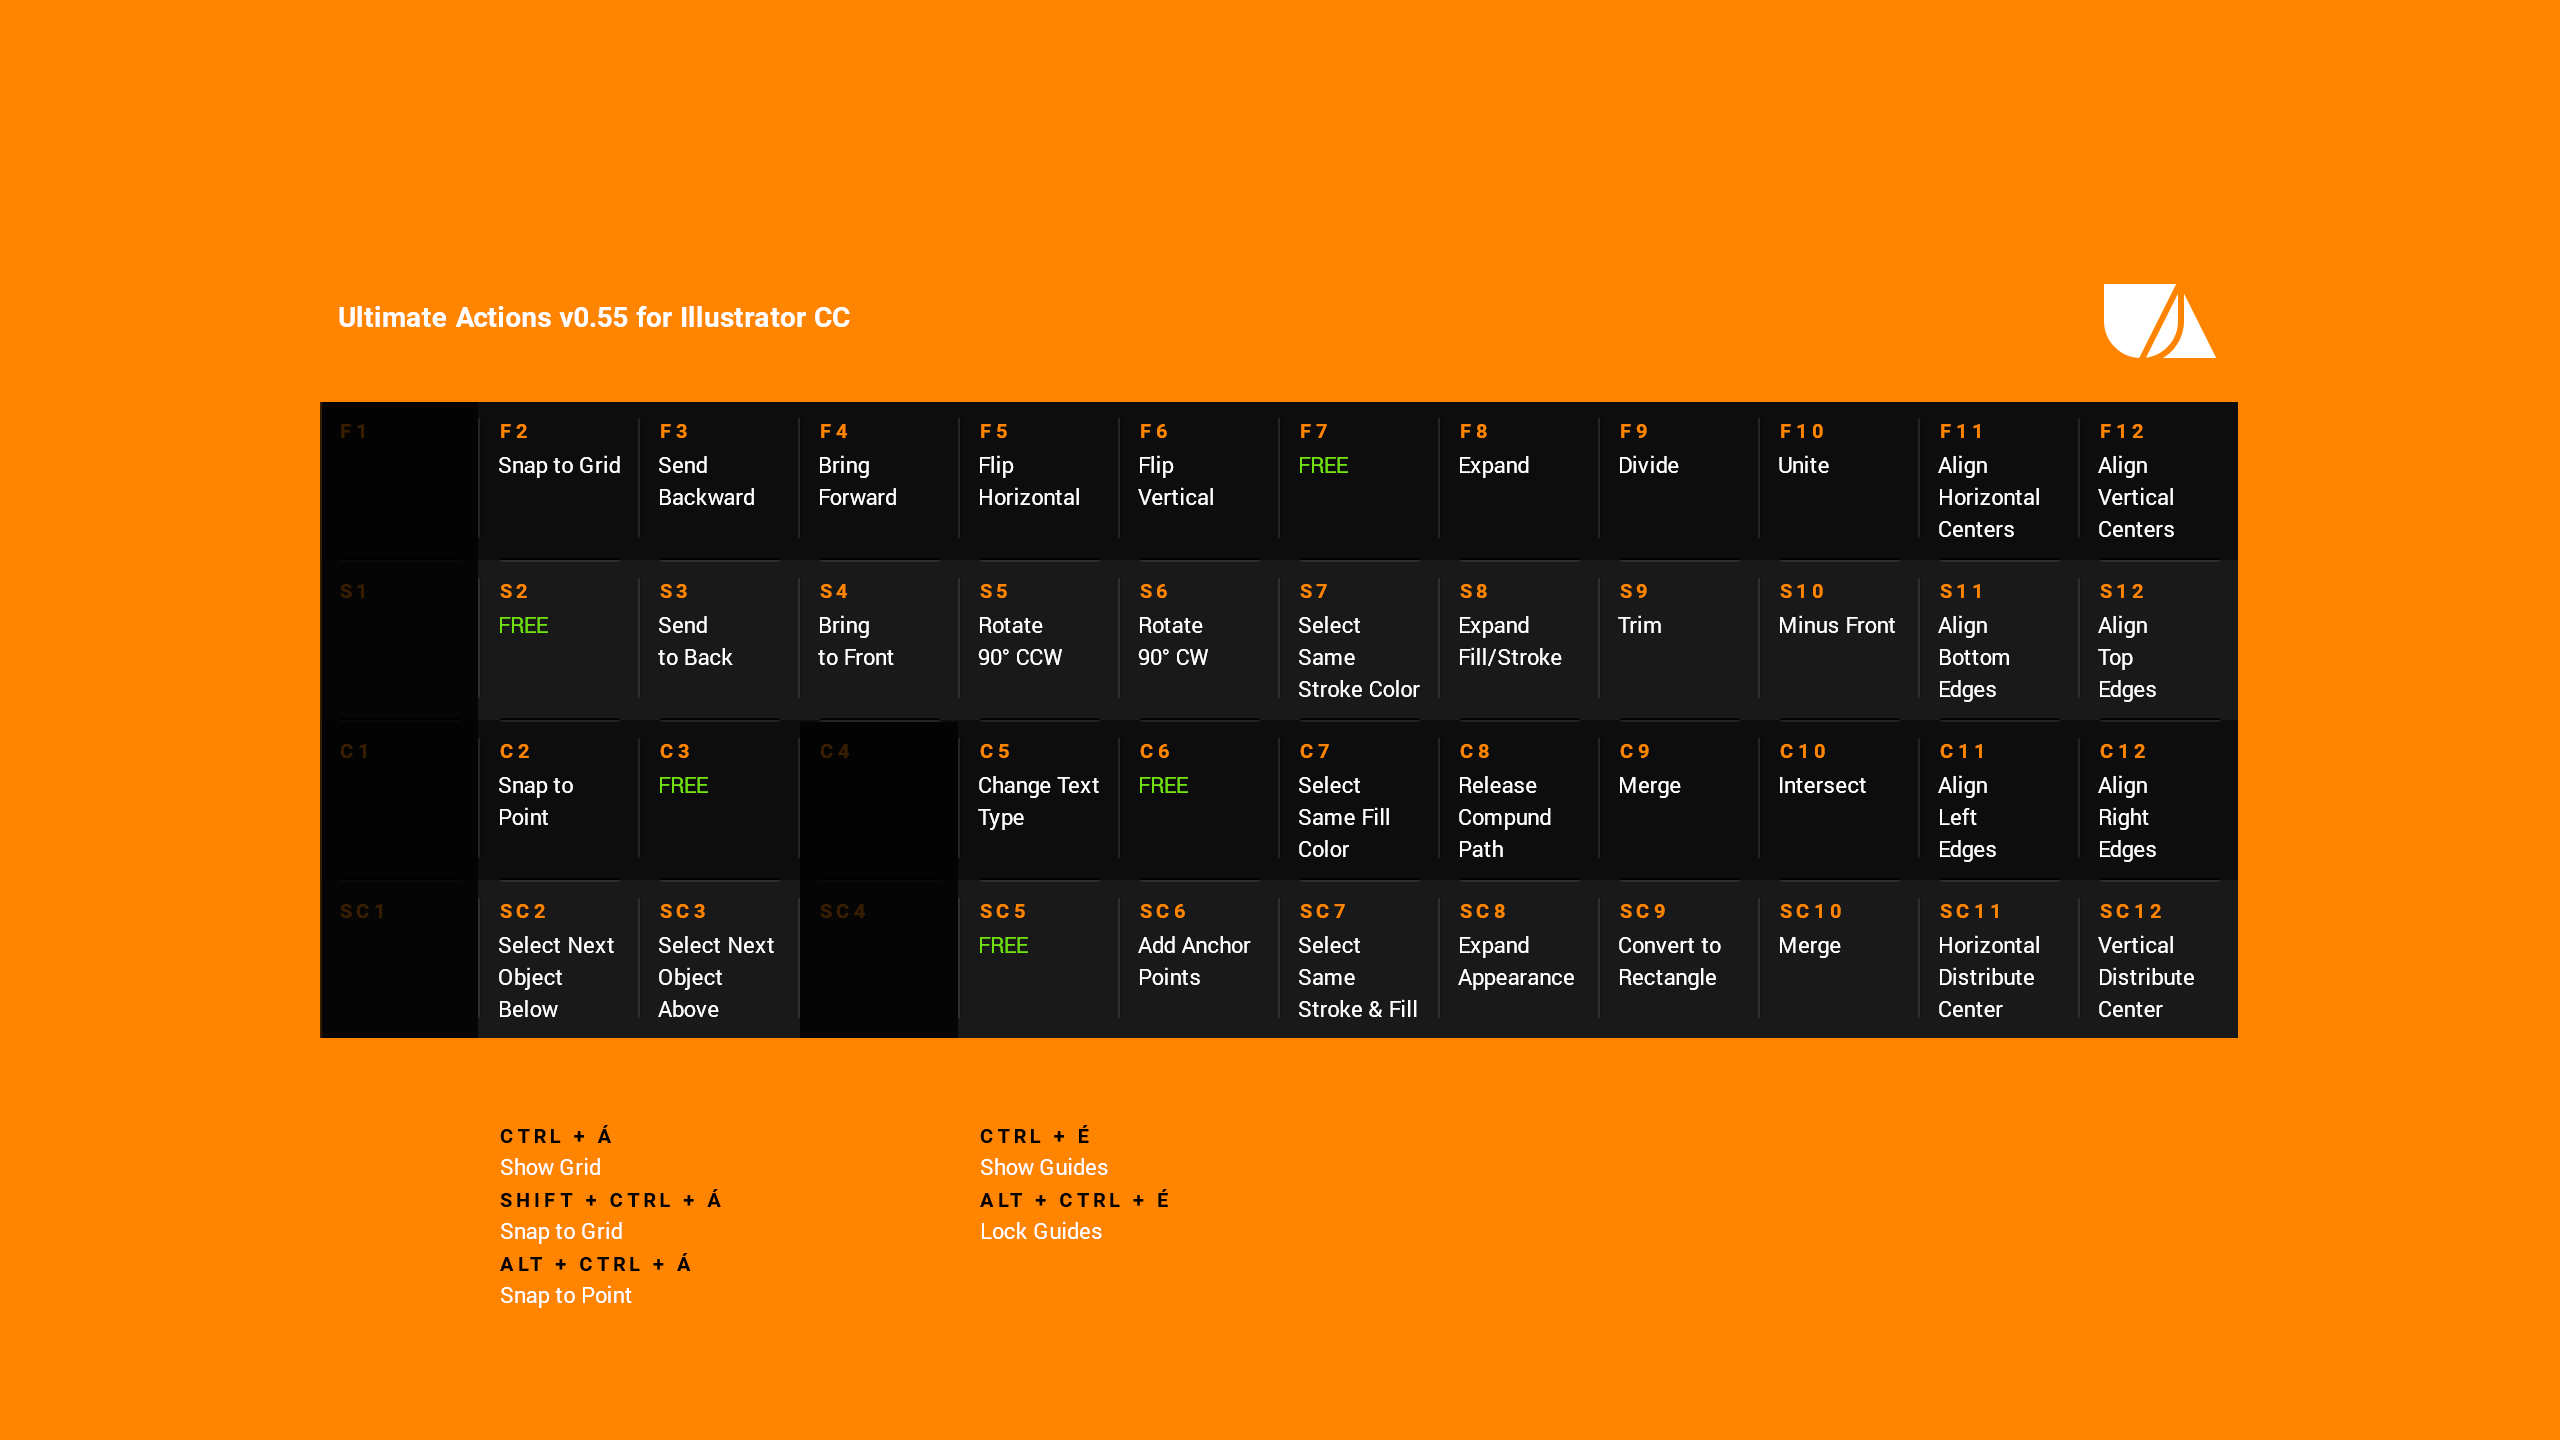 Ultimate Actions v0.55 for Illustrator CC
F1
F2
Snap to Grid
F3
Send
Backward
F4
Bring
Forward
F5
Flip
Horizontal
F6
Flip
Vertical
F7
FREE
F8
Expand
F9
Divide
F10
Unite
F11
Align
Horizontal
Centers
F12
Align
Vertical
Centers
S1
S2
FREE
S3
Send
to Back
S4
Bring
to Front
S5
Rotate
90° CCW
S6
Rotate
90° CW
S7
Select
Same
Stroke Color
S8
Expand
Fill/Stroke
S9
Trim
S10
Minus Front
S11
Align
Bottom
Edges
S12
Align
Top
Edges
C1
C2
Snap to
Point
C3
FREE
C4
C5
Change Text
Type
C6
FREE
C7
Select
Same Fill
Color
C8
Release
Compund
Path
C9
Merge
C10
Intersect
C11
Align
Left
Edges
C12
Align
Right
Edges
SC1
SC2
Select Next
Object
Below
SC3
Select Next
Object
Above
SC4
SC5
FREE
SC6
Add Anchor
Points
SC7
Select
Same
Stroke & Fill
SC8
Expand
Appearance
SC9
Convert to
Rectangle
SC10
Merge
SC11
Horizontal
Distribute
Center
SC12
Vertical
Distribute
Center
CTRL + Á
Show Grid
SHIFT + CTRL + Á
Snap to Grid
ALT + CTRL + Á
Snap to Point
CTRL + É
Show Guides
ALT + CTRL + É
Lock Guides